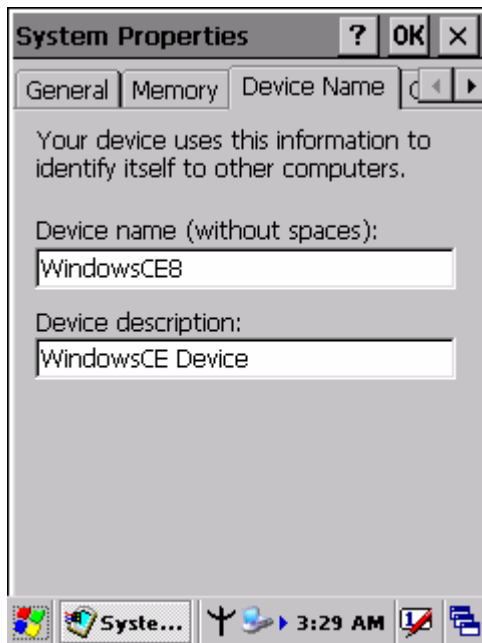 System Properties ? OK ×
General Memory Device Name
Your device uses this information to
identify itself to other computers.
Device name (without spaces):
WindowsCE8
Device description:
WindowsCE Device
Syste... 3:29 AM